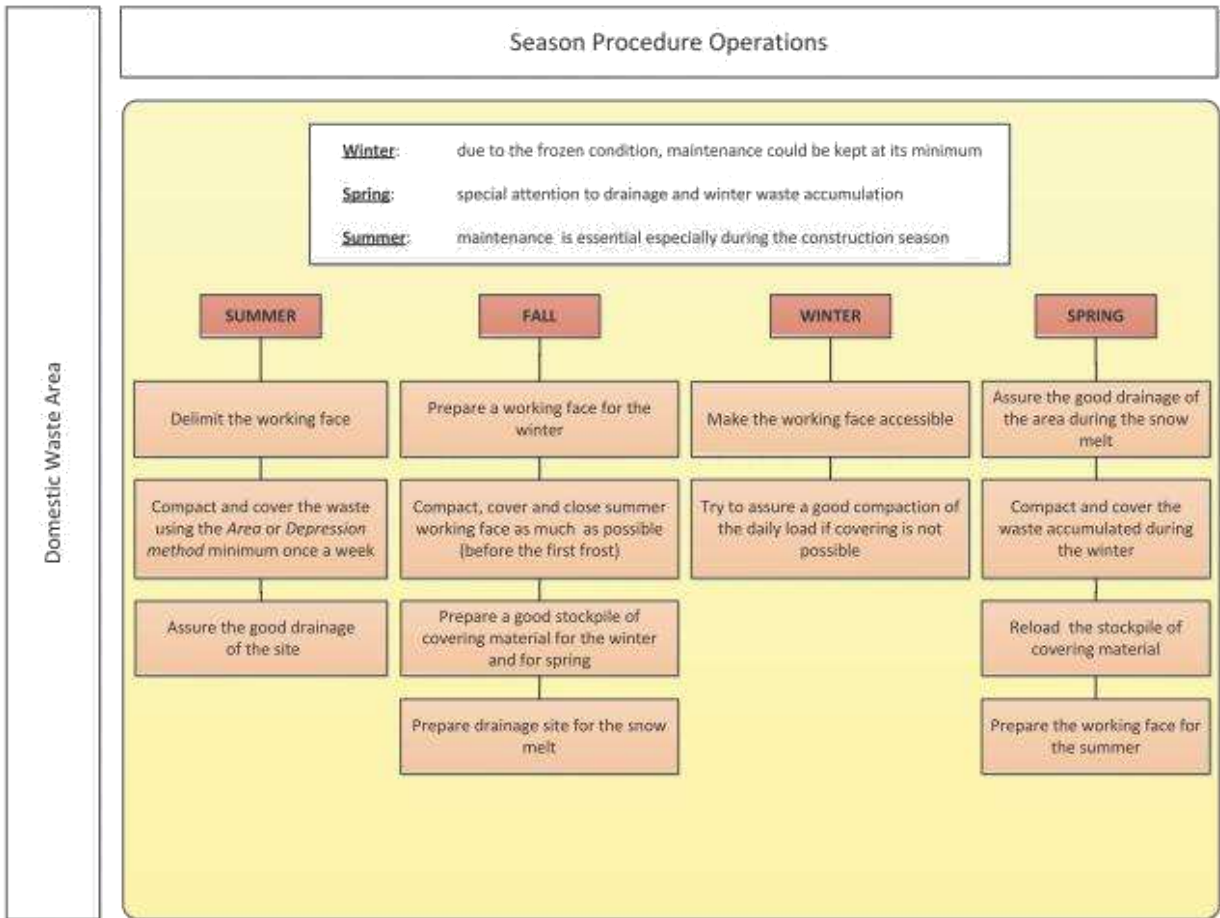 Season Procedure Operations
Domestic Waste Area
Winter: due to the frozen condition, maintenance could be kept at its minimum
Spring: special attention to drainage and winter waste accumulation
Summer: maintenance is essential especially during the construction season
SUMMER
Delimit the working face
Compact and cover the waste
using the Area or Depression
method minimum once a week
Assure the good drainage
of the site
FALL
Prepare a working face for the
winter
Compact, cover and close summer
working face as much as possible
(before the first frost)
Prepare a good stockpile of
covering material for the winter
and for spring
Prepare drainage site for the snow
melt
WINTER
Make the working face accessible
Try to assure a good compaction of
the daily load if covering is not
possible
SPRING
Assure the good drainage of
the area during the snow
melt
Compact and cover the
waste accumulated during
the winter
Reload the stockpile of
covering material
Prepare the working face for
the summer